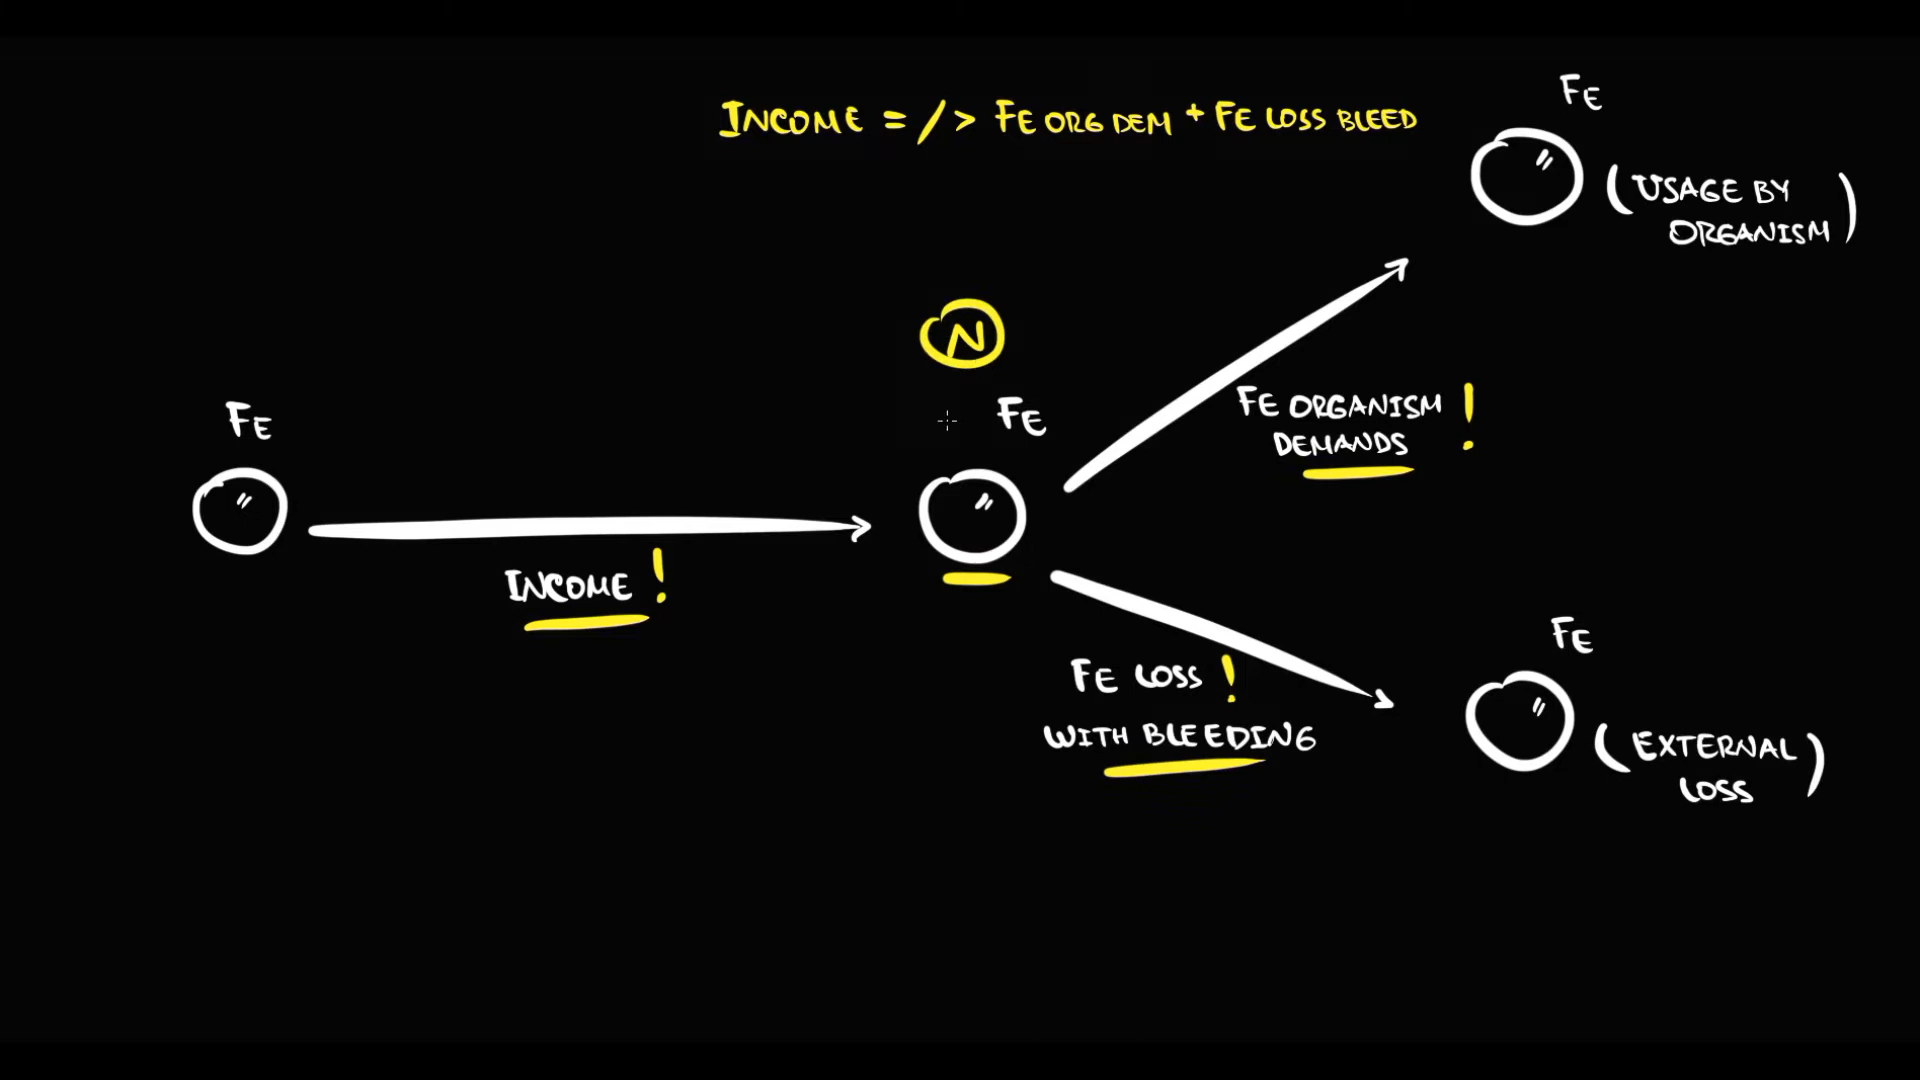 FE
INCOME = / > FE ORG DEM + FE LOSS BLEED
(USAGE BY
ORGANISM)
N
FE
FE
FE ORGANISM !
DEMANDS
INCOME !
FE LOSS !
WITH BLEEDING
FE
(EXTERNAL
LOSS)